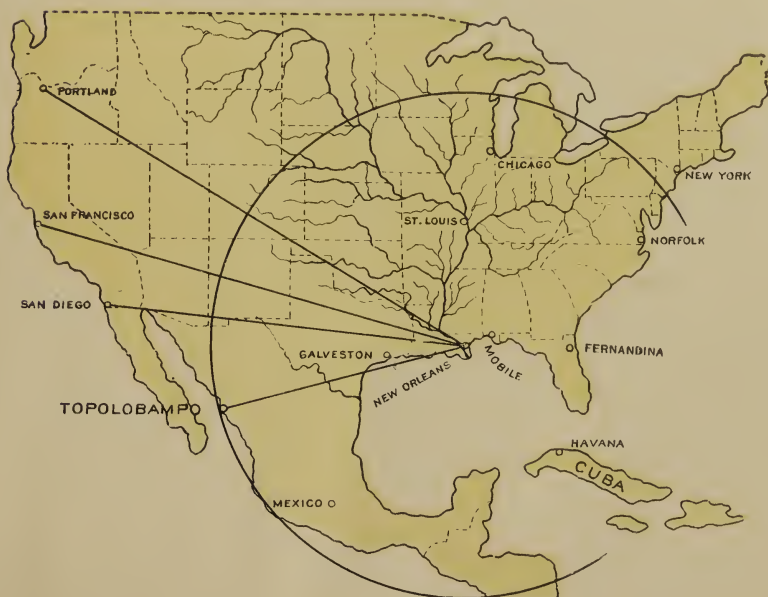 PORTLAND
CHICAGO
NEW YORK
SAN FRANCISCO
ST. LOUIS
NORFOLK
SAN DIEGO
GALVESTON
NEW ORLEANS
MOBILE
FERNANDINA
TOPOLOBAMPO
HAVANA
CUBA
MEXICO